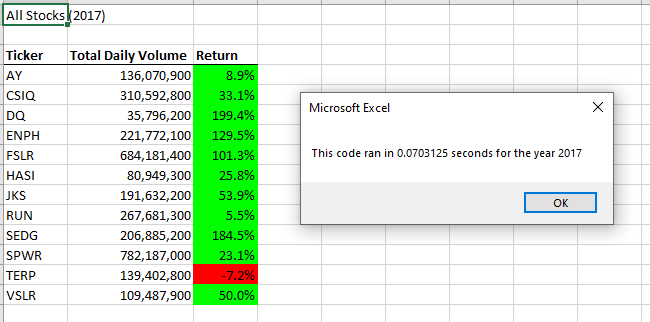 All Stocks (2017)
Ticker Total Daily Volume Return
AY 136,070,900 8.9%
CSIQ 310,592,800 33.1%
DQ 35,796,200 199.4%
ENPH 221,772,100 129.5%
FSLR 684,181,400 101.3%
HASI 80,949,300 25.8%
JKS 191,632,200 53.9%
RUN 267,681,300 5.5%
SEDG 206,885,200 184.5%
SPWR 782,187,000 23.1%
TERP 139,402,800 -7.2%
VSLR 109,487,900 50.0%
Microsoft Excel
This code ran in 0.0703125 seconds for the year 2017
OK